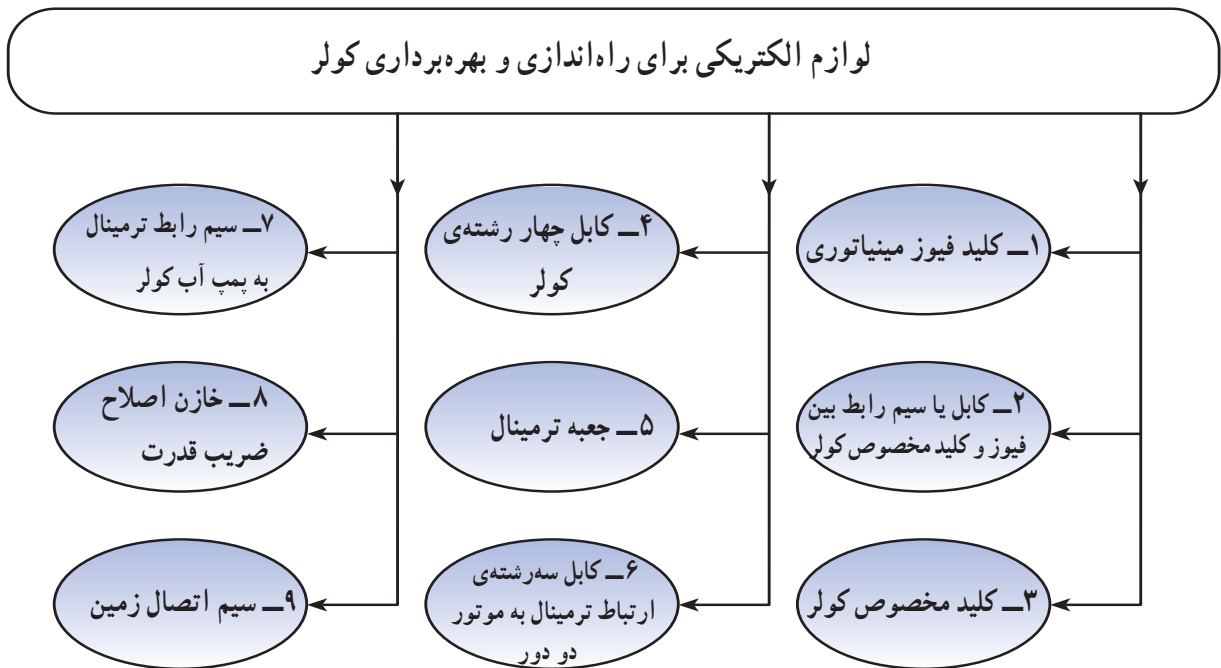 لوازم الکتریکی برای راه‌اندازی و بهره‌برداری کولر
۱ــ کلید فیوز مینیاتوری
۲ــ کابل یا سیم رابط بین
فیوز و کلید مخصوص کولر
۳ــ کلید مخصوص کولر
۴ــ کابل چهار رشته‌ی
کولر
۵ــ جعبه ترمینال
۶ــ کابل سه‌رشته‌ی
ارتباط ترمینال به موتور
دو دور
۷ــ سیم رابط ترمینال
به پمپ آب کولر
۸ــ خازن اصلاح
ضریب قدرت
۹ــ سیم اتصال زمین